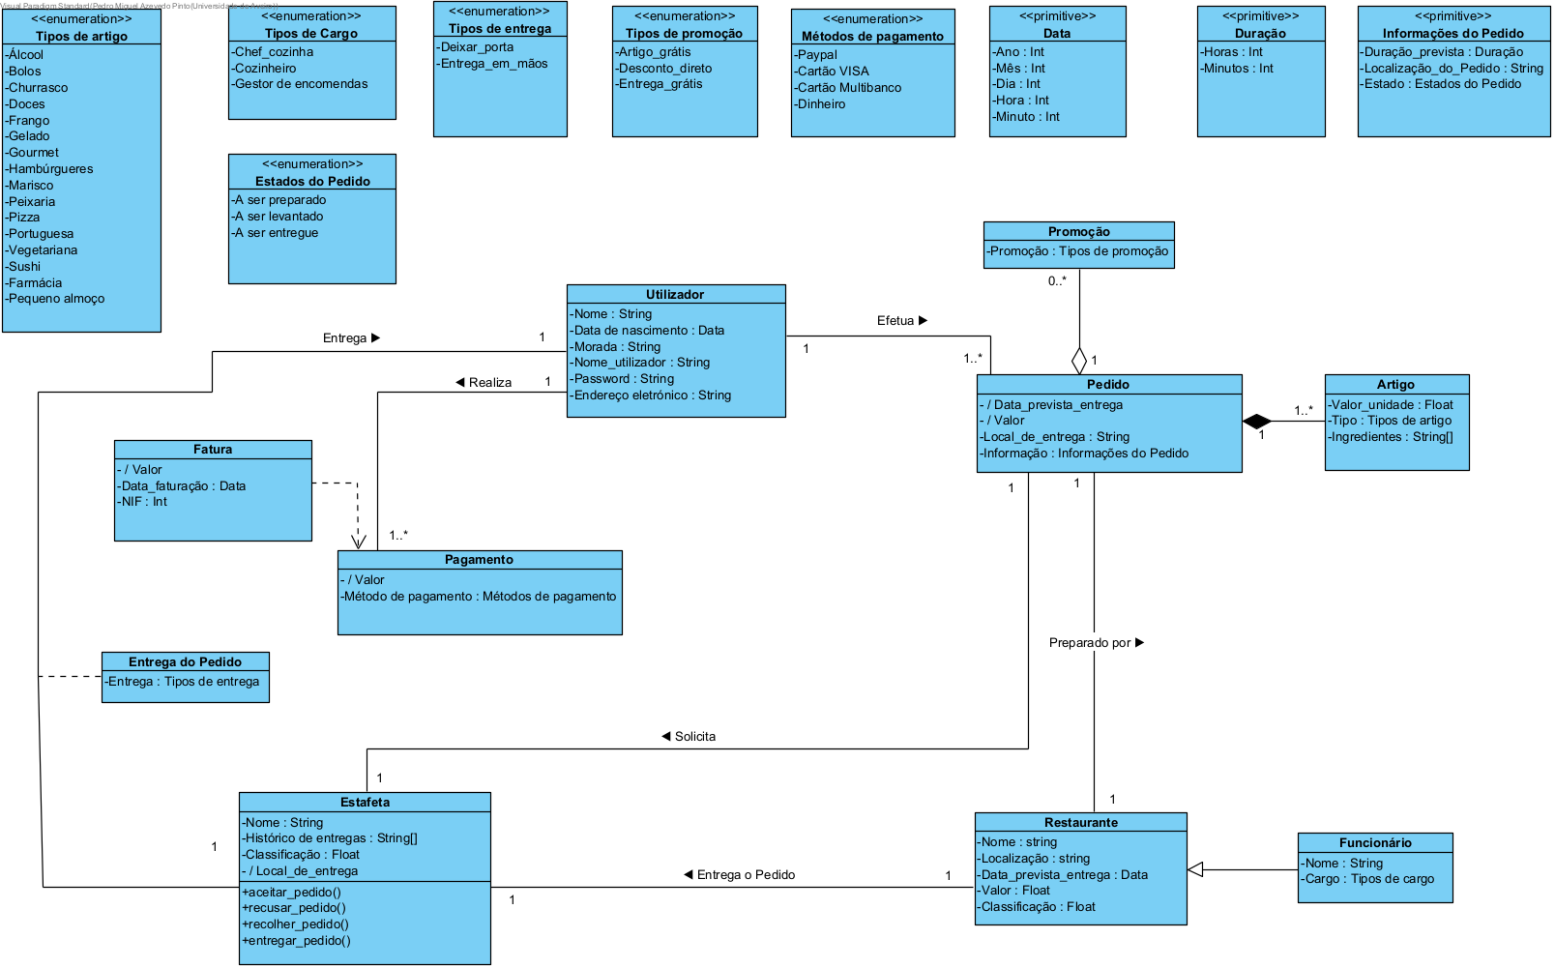 Visual Paradigm Standard(Pedro Miguel Azevedo Pinto(Universidade de Aveiro))
<<enumeration>>
Tipos de artigo
-Álcool
-Bolos
-Churrasco
-Doces
-Frango
-Gelado
-Gourmet
-Hambúrgueres
-Marisco
-Peixaria
-Pizza
-Portuguesa
-Vegetariana
-Sushi
-Farmácia
-Pequeno almoço
<<enumeration>>
Tipos de Cargo
-Chef_cozinha
-Cozinheiro
-Gestor de encomendas
<<enumeration>>
Tipos de entrega
-Deixar_porta
-Entrega_em_mãos
<<enumeration>>
Tipos de promoção
-Artigo_grátis
-Desconto_direto
-Entrega_grátis
<<enumeration>>
Métodos de pagamento
-Paypal
-Cartão VISA
-Cartão Multibanco
-Dinheiro
<<primitive>>
Data
-Ano : Int
-Mês : Int
-Dia : Int
-Hora : Int
-Minuto : Int
<<primitive>>
Duração
-Horas : Int
-Minutos : Int
<<primitive>>
Informações do Pedido
-Duração_prevista : Duração
-Localização_do_Pedido : String
-Estado : Estados do Pedido
<<enumeration>>
Estados do Pedido
-A ser preparado
-A ser levantado
-A ser entregue
Promoção
-Promoção : Tipos de promoção
0..*
1
Utilizador
-Nome : String
-Data de nascimento : Data
-Morada : String
-Nome_utilizador : String
-Password : String
-Endereço eletrónico : String
Entrega ►
1
◄ Realiza
1
Efetua ►
1
1..*
Pedido
- / Data_prevista_entrega
- / Valor
-Local_de_entrega : String
-Informação : Informações do Pedido
1..*
1
Artigo
-Valor_unidade : Float
-Tipo : Tipos de artigo
-Ingredientes : String[]
Fatura
- / Valor
-Data_faturação : Data
-NIF : Int
1..*
Pagamento
- / Valor
-Método de pagamento : Métodos de pagamento
1
1
Preparado por ►
Entrega do Pedido
-Entrega : Tipos de entrega
◄ Solicita
1
1
Estafeta
-Nome : String
-Histórico de entregas : String[]
-Classificação : Float
- / Local_de_entrega
+aceitar_pedido()
+recusar_pedido()
+recolher_pedido()
+entregar_pedido()
1
◄ Entrega o Pedido
1
1
Restaurante
-Nome : string
-Localização : string
-Data_prevista_entrega : Data
-Valor : Float
-Classificação : Float
Funcionário
-Nome : String
-Cargo : Tipos de cargo